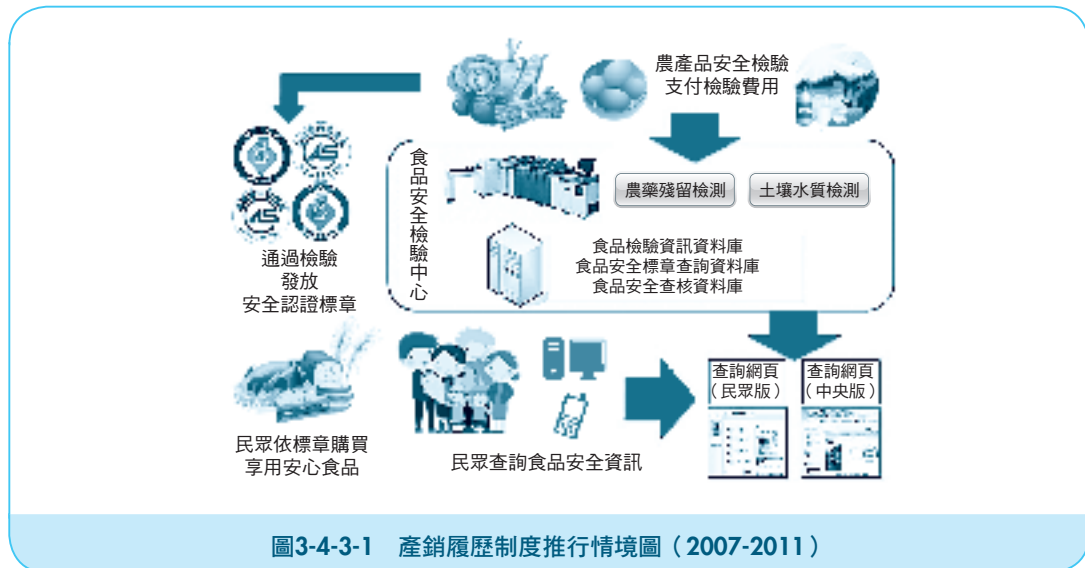 農產品安全檢驗
支付檢驗費用
食品安全檢驗中心
農藥殘留檢測
土壤水質檢測
食品檢驗資訊資料庫
食品安全標章查詢資料庫
食品安全查核資料庫
通過檢驗
發放
安全認證標章
民眾依標章購買
享用安心食品
民眾查詢食品安全資訊
查詢網頁
（民眾版）
查詢網頁
（中央版）
圖3-4-3-1 產銷履歷制度推行情境圖（2007-2011）